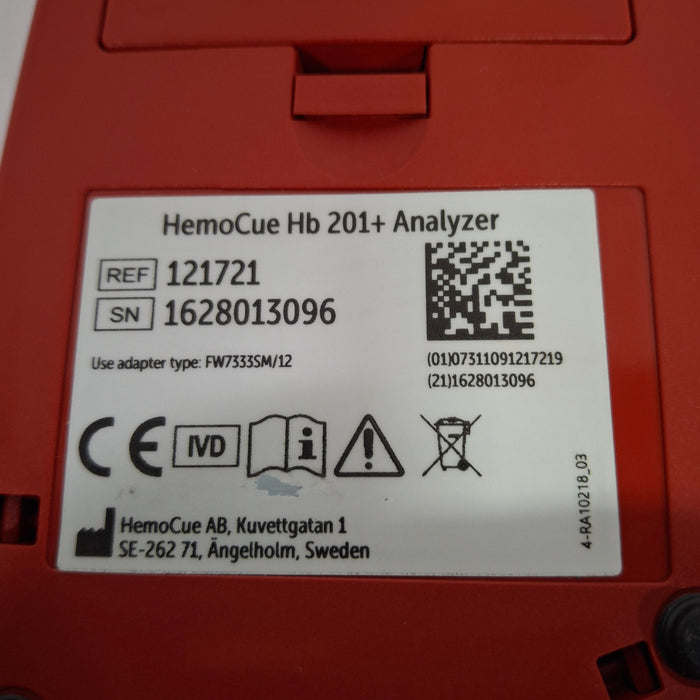 HemoCue Hb 201+ Analyzer
REF 121721
SN 1628013096
Use adapter type: FW7333SM/12
(01)07311091217219
(21)1628013096
CE IVD i !
HemoCue AB, Kuvettgatan 1
SE-262 71, Ängelholm, Sweden
4-RA10218_03